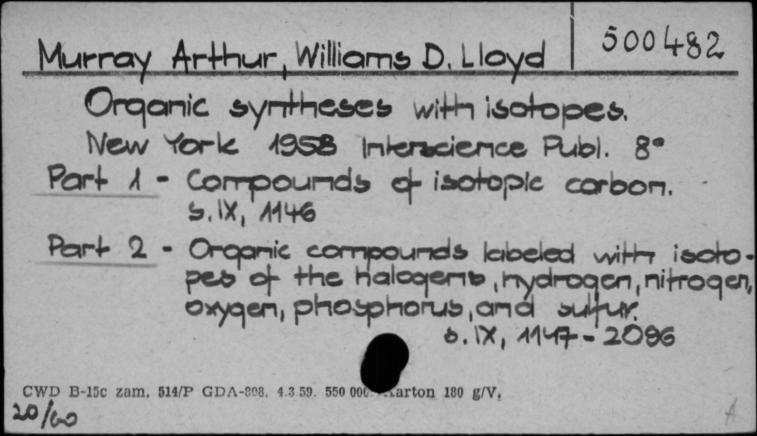 Murray Arthur, Williams D. Lloyd 500482
Organic syntheses with isotopes.
New York 1958 Interscience Publ. 8°
Part 1 - Compounds of isotopic carbon.
s. IX, 1146
Part 2 - Organic compounds labeled with isoto-
pes of the halogens, hydrogen, nitrogen,
oxygen, phosphorus, and sulfur.
s. IX, 1147-2096
CWD B-15c zam. 514/P GDA-808. 4.3.59. 550 000. Karton 180 g/V.
20/60
A